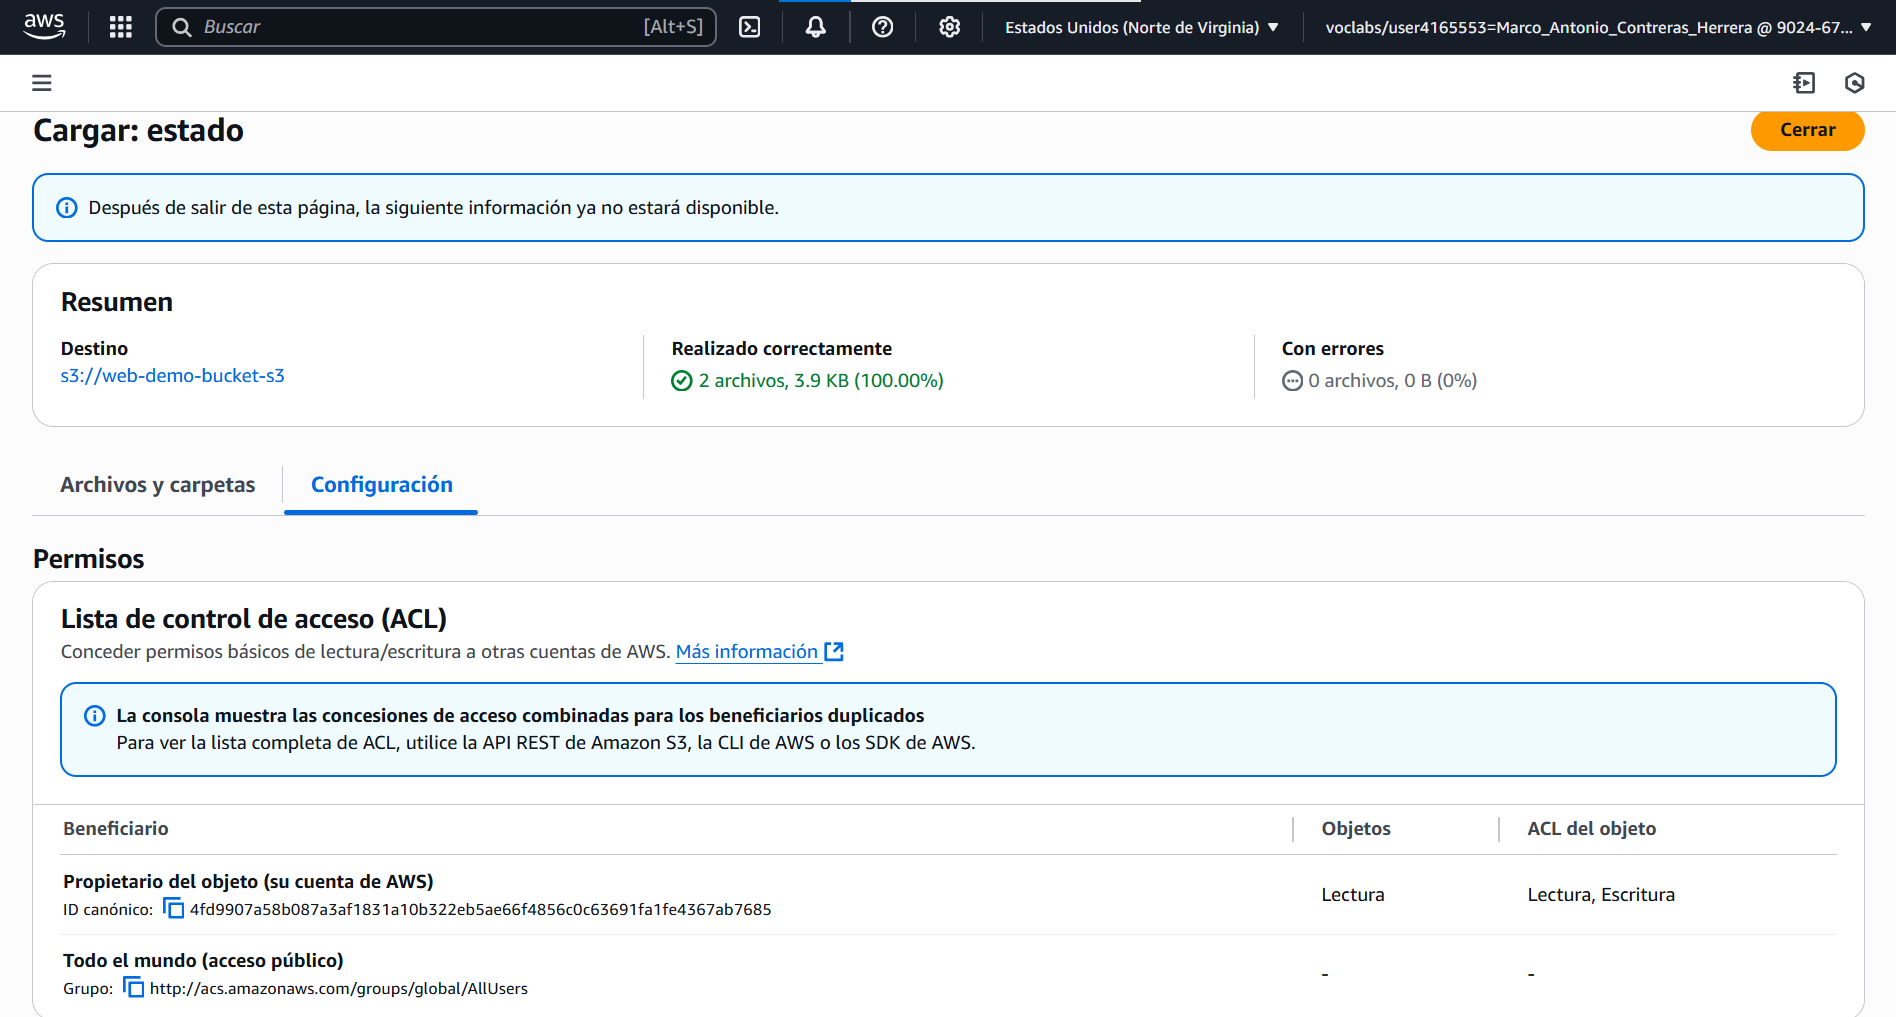 aws
Buscar
[Alt+S]
Estados Unidos (Norte de Virginia)
voclabs/user4165553=Marco_Antonio_Contreras_Herrera @ 9024-67...
Cargar: estado
Cerrar
Después de salir de esta página, la siguiente información ya no estará disponible.
Resumen
Destino
s3://web-demo-bucket-s3
Realizado correctamente
2 archivos, 3.9 KB (100.00%)
Con errores
0 archivos, 0 B (0%)
Archivos y carpetas
Configuración
Permisos
Lista de control de acceso (ACL)
Conceder permisos básicos de lectura/escritura a otras cuentas de AWS. Más información
La consola muestra las concesiones de acceso combinadas para los beneficiarios duplicados
Para ver la lista completa de ACL, utilice la API REST de Amazon S3, la CLI de AWS o los SDK de AWS.
Beneficiario
Objetos
ACL del objeto
Propietario del objeto (su cuenta de AWS)
ID canónico: 4fd9907a58b087a3af1831a10b322eb5ae66f4856c0c63691fa1fe4367ab7685
Lectura
Lectura, Escritura
Todo el mundo (acceso público)
Grupo: http://acs.amazonaws.com/groups/global/AllUsers
-
-